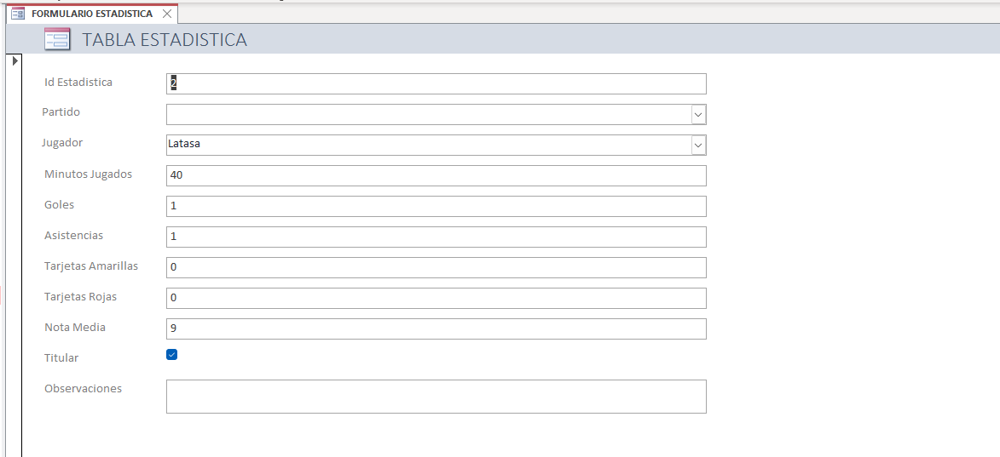 FORMULARIO ESTADISTICA
TABLA ESTADISTICA
Id Estadistica 2
Partido
Jugador Latasa
Minutos Jugados 40
Goles 1
Asistencias 1
Tarjetas Amarillas 0
Tarjetas Rojas 0
Nota Media 9
Titular
Observaciones